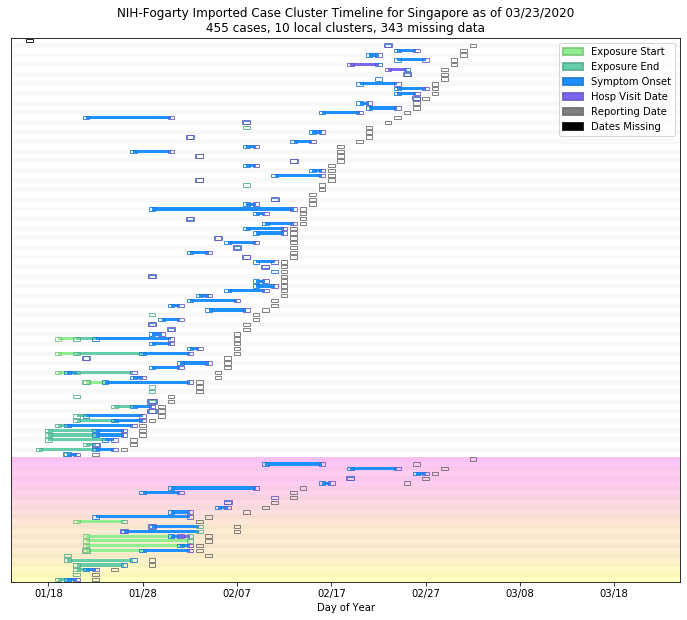 NIH-Fogarty Imported Case Cluster Timeline for Singapore as of 03/23/2020
455 cases, 10 local clusters, 343 missing data
Exposure Start
Exposure End
Symptom Onset
Hosp Visit Date
Reporting Date
Dates Missing
01/18 01/28 02/07 02/17 02/27 03/08 03/18
Day of Year